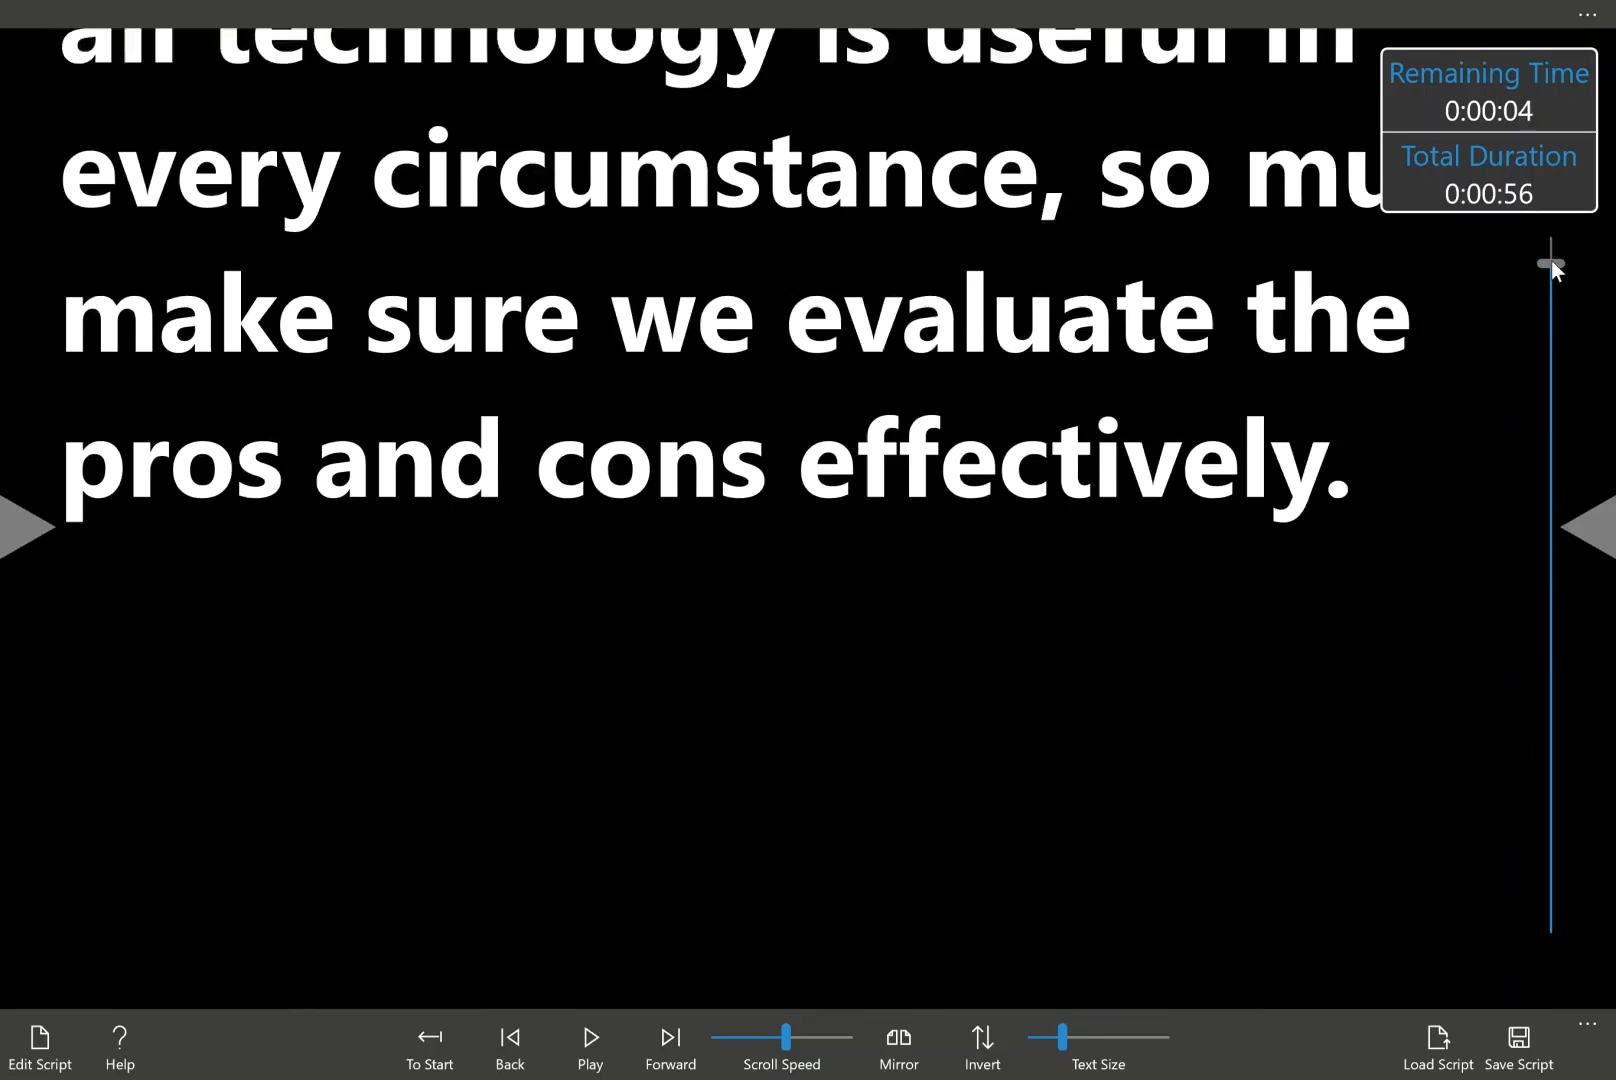 all technology is useful in
Remaining Time
0:00:04
Total Duration
0:00:56
every circumstance, so
make sure we evaluate the
pros and cons effectively.
Edit Script
Help
To Start
Back
Play
Forward
Scroll Speed
Mirror
Invert
Text Size
Load Script
Save Script